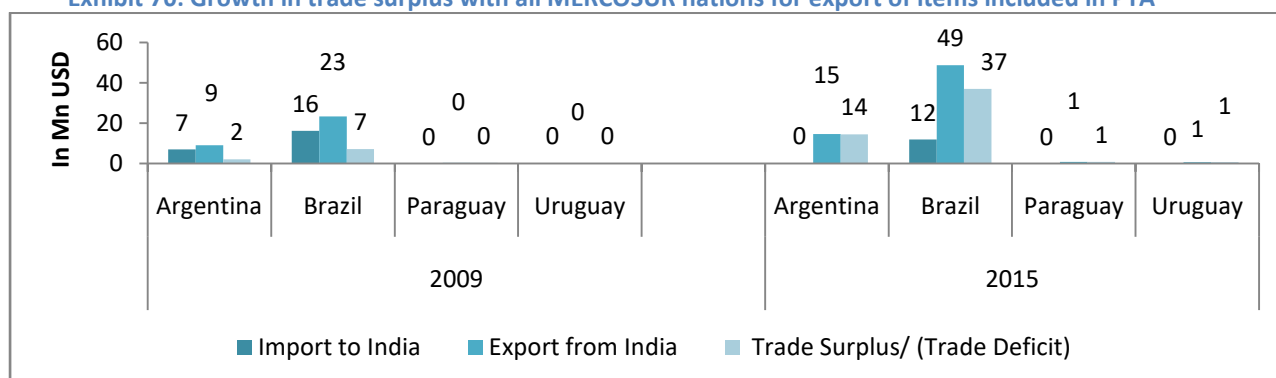 Exhibit 70: Growth in trade surplus with all MERCOSUR nations for export of items included in FTA
In Mn USD
60
40
20
0
7 9 2
16 23 7
0 0 0
0 0 0
0 15 14
12 49 37
0 1 1
0 1 1
Argentina Brazil Paraguay Uruguay Argentina Brazil Paraguay Uruguay
2009 2015
Import to India Export from India Trade Surplus/ (Trade Deficit)